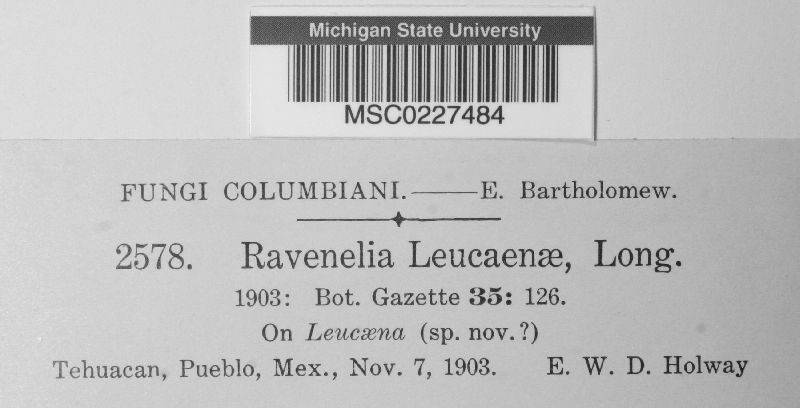 Michigan State University
MSC0227484
FUNGI COLUMBIANI.——E. Bartholomew.
2578. Ravenelia Leucaenæ, Long.
1903: Bot. Gazette 35: 126.
On Leucæna (sp. nov.?)
Tehuacan, Pueblo, Mex., Nov. 7, 1903. E. W. D. Holway